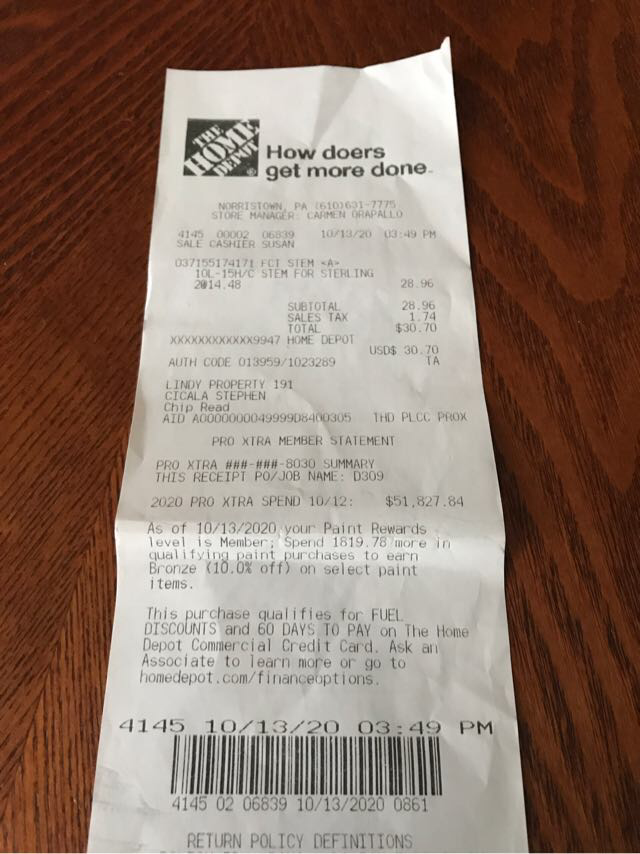 THE
HOME
DEPOT
How doers
get more done.
NORRISTOWN, PA (610)631-7775
STORE MANAGER: CARMEN ORAPALLO
4145 00002 06839 10/13/20 03:49 PM
SALE CASHIER SUSAN
037155174171 FCT STEM <A>
10L-15H/C STEM FOR STERLING
2@14.48 28.96
SUBTOTAL 28.96
SALES TAX 1.74
TOTAL $30.70
XXXXXXXXXXXX9947 HOME DEPOT
USD$ 30.70
AUTH CODE 013959/1023289 TA
LINDY PROPERTY 191
CICALA STEPHEN
Chip Read
AID A0000000049999D8400305 THD PLCC PROX
PRO XTRA MEMBER STATEMENT
PRO XTRA ###-###-8030 SUMMARY
THIS RECEIPT PO/JOB NAME: D309
2020 PRO XTRA SPEND 10/12: $51,827.84
As of 10/13/2020 your Paint Rewards
level is Member; Spend 1819.78 more in
qualifying paint purchases to earn
Bronze (10.0% off) on select paint
items.
This purchase qualifies for FUEL
DISCOUNTS and 60 DAYS TO PAY on The Home
Depot Commercial Credit Card. Ask an
Associate to learn more or go to
homedepot.com/financeoptions.
4145 10/13/20 03:49 PM
4145 02 06839 10/13/2020 0861
RETURN POLICY DEFINITIONS